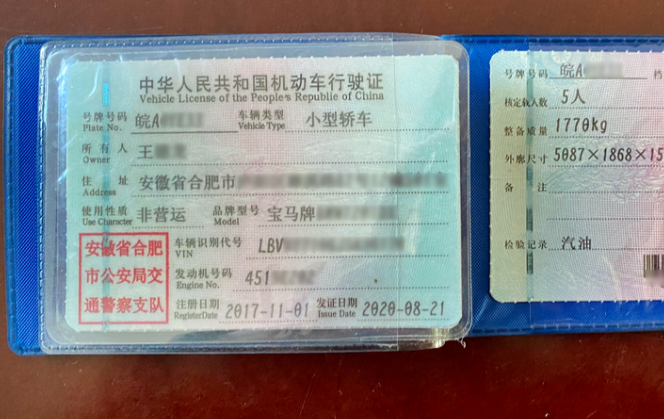 中华人民共和国机动车行驶证
Vehicle License of the People's Republic of China
号牌号码 皖A 车辆类型 小型轿车
Plate No. Vehicle Type
所有人 王
Owner
住址 安徽省合肥市
Address
使用性质 非营运 品牌型号 宝马牌
Use Character Model
安徽省合肥
市公安局交
通警察支队
车辆识别代号 LBV
VIN
发动机号码 451
Engine No.
注册日期 2017-11-01 发证日期 2020-08-21
Register Date Issue Date
号牌号码 皖A 档
核定载人数 5人
整备质量 1770kg
外廓尺寸 5087×1868×15
备注
检验记录 汽油